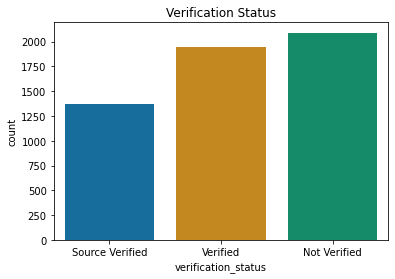 Verification Status
2000
1750
1500
1250
1000
750
500
250
0
count
Source Verified
Verified
Not Verified
verification_status